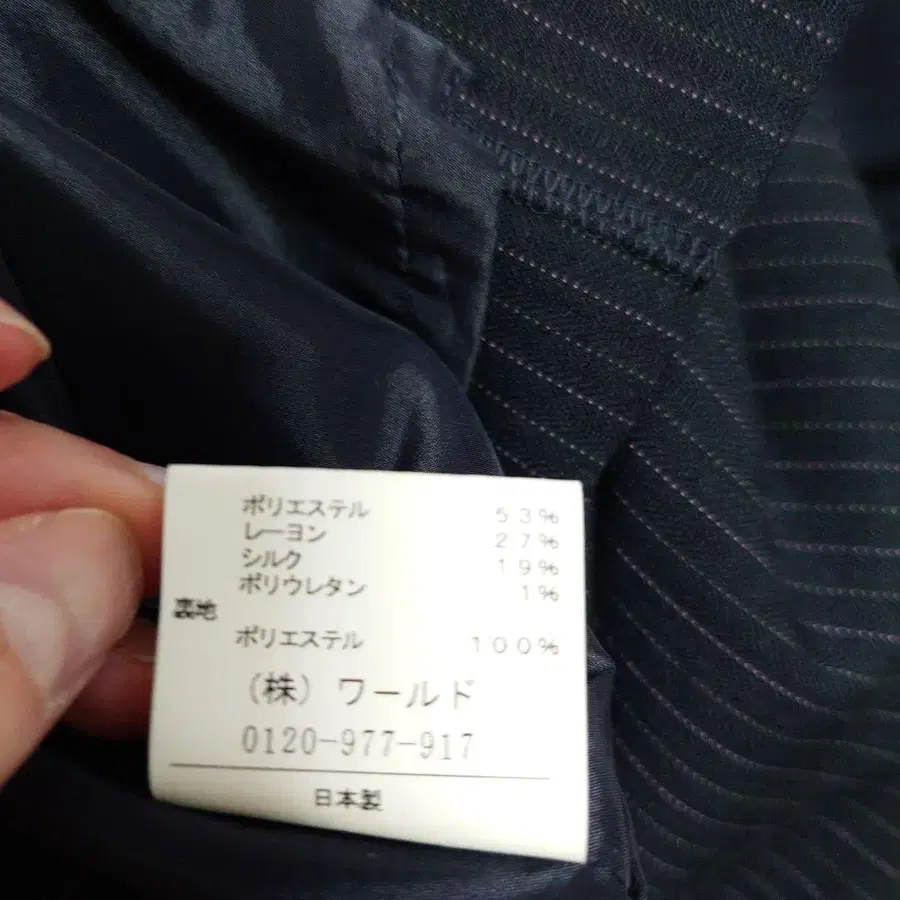 ポリエステル 53%
レーヨン 27%
シルク 19%
ポリウレタン 1%
裏地
ポリエステル 100%
(株) ワールド
0120-977-917
日本製